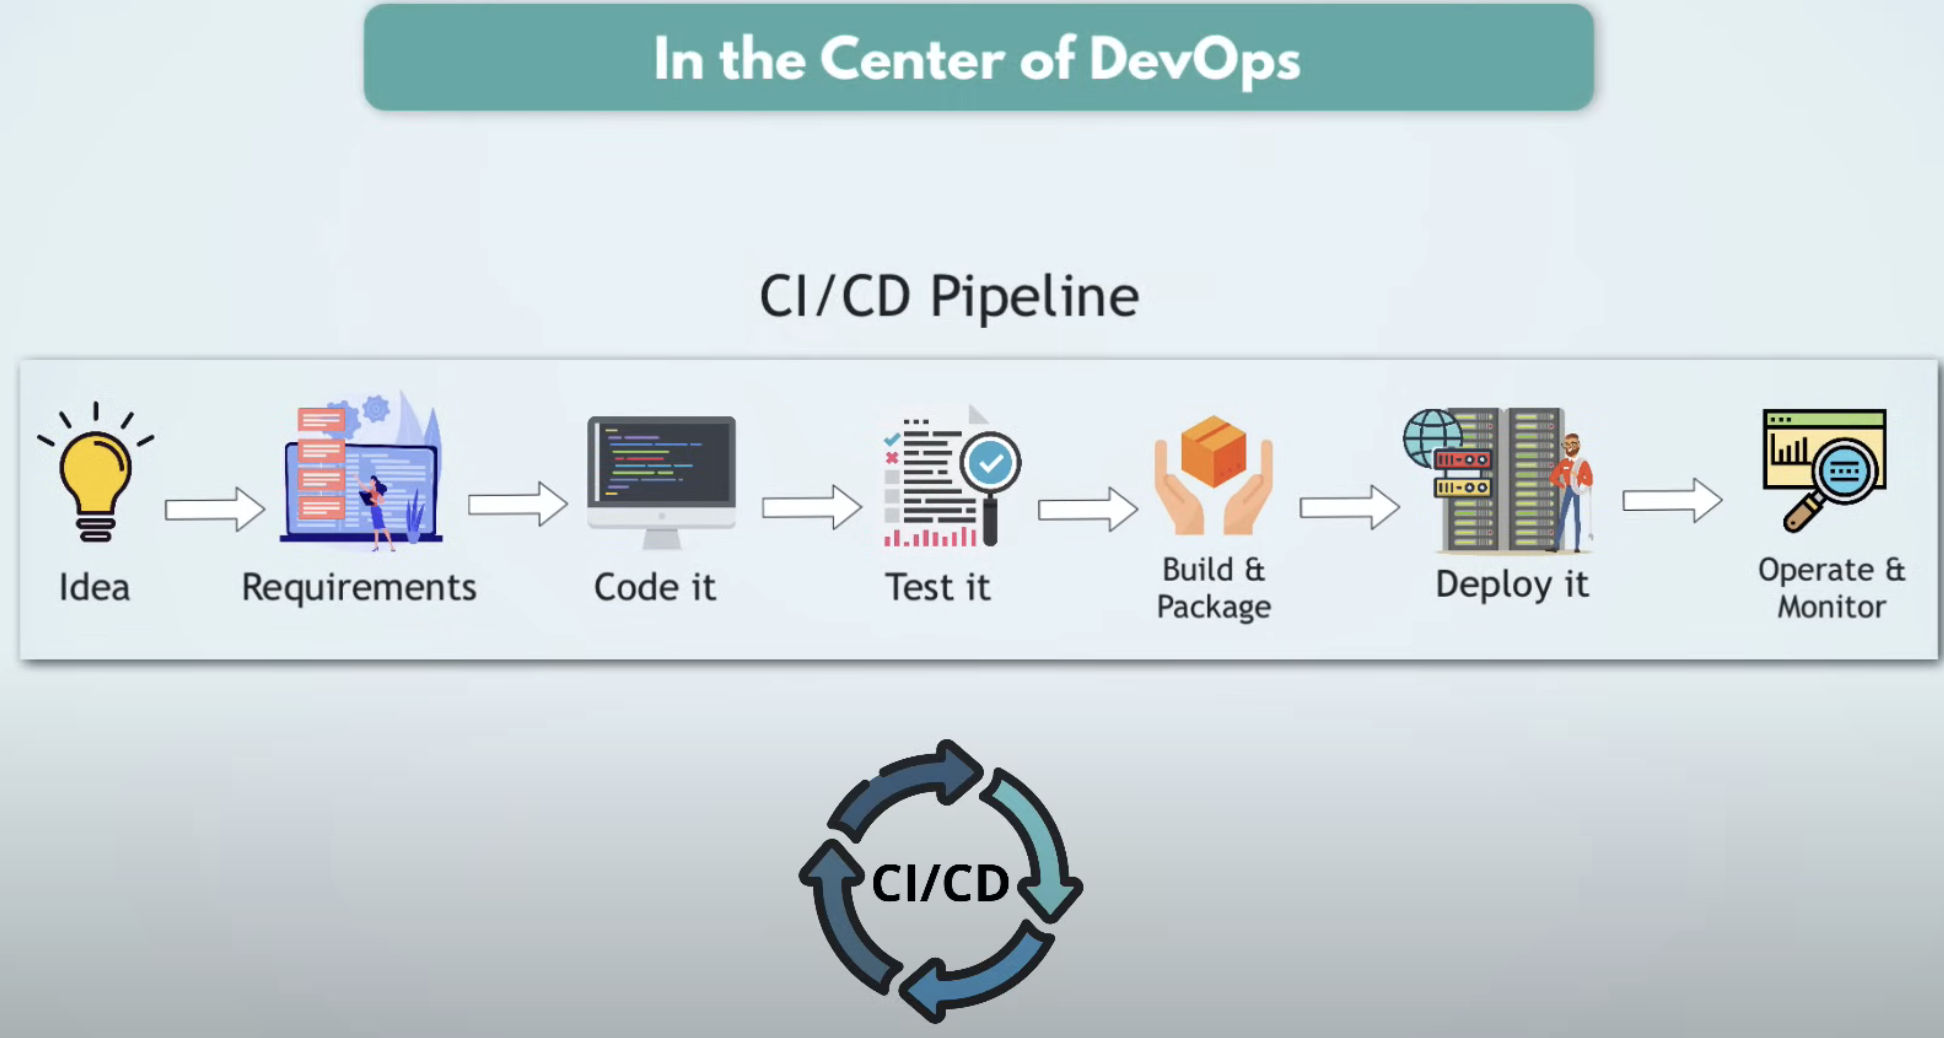 In the Center of DevOps
CI/CD Pipeline
Idea
Requirements
Code it
Test it
Build &
Package
Deploy it
Operate &
Monitor
CI/CD